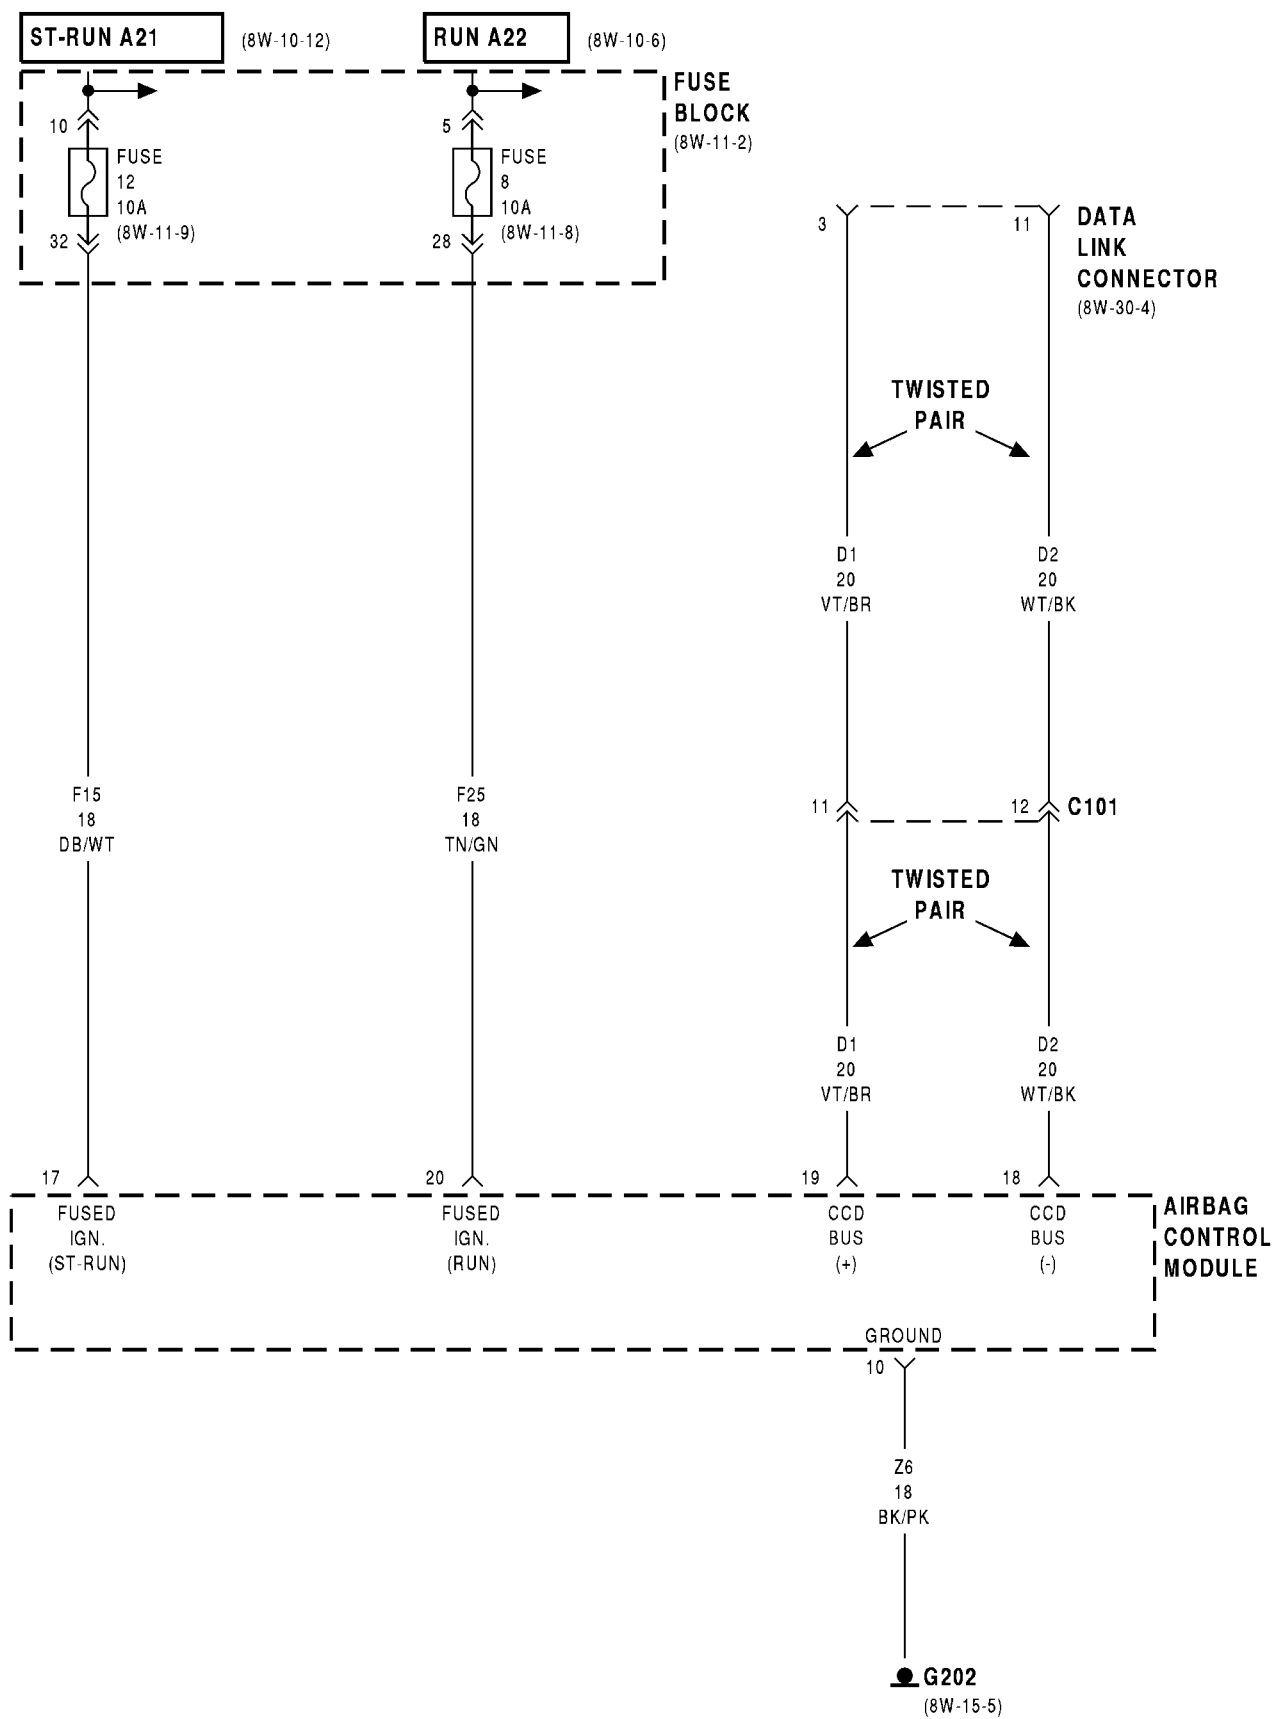 ST-RUN A21
(8W-10-12)
RUN A22
(8W-10-6)
FUSE
BLOCK
(8W-11-2)
10
FUSE
12
10A
(8W-11-9)
32
5
FUSE
8
10A
(8W-11-8)
28
3
11
DATA
LINK
CONNECTOR
(8W-30-4)
TWISTED
PAIR
D1
20
VT/BR
D2
20
WT/BK
F15
18
DB/WT
F25
18
TN/GN
11
12
C101
TWISTED
PAIR
D1
20
VT/BR
D2
20
WT/BK
17
20
19
18
FUSED
IGN.
(ST-RUN)
FUSED
IGN.
(RUN)
CCD
BUS
(+)
CCD
BUS
(-)
AIRBAG
CONTROL
MODULE
GROUND
10
Z6
18
BK/PK
G202
(8W-15-5)